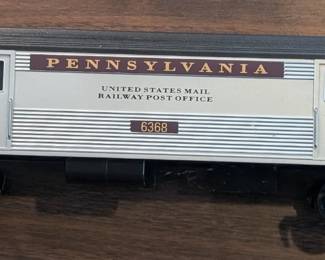 PENNSYLVANIA
UNITED STATES MAIL
RAILWAY POST OFFICE
6368